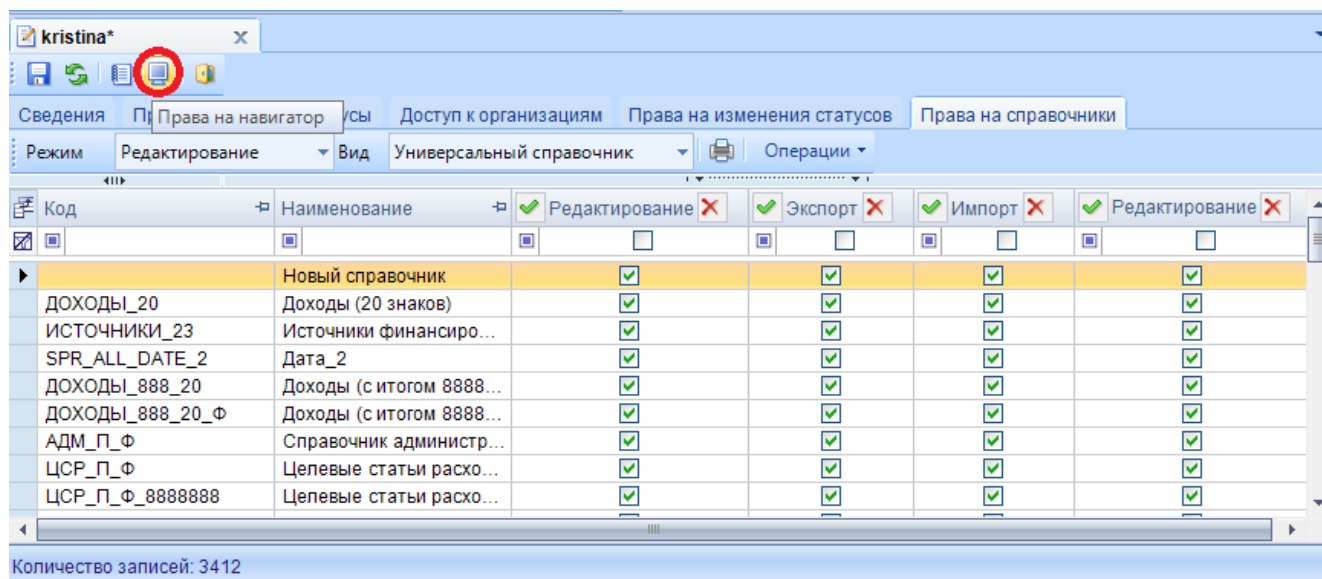 kristina*
Сведения Пр Права на навигатор усы Доступ к организациям Права на изменения статусов Права на справочники
Режим Редактирование Вид Универсальный справочник Операции
Код Наименование Редактирование Экспорт Импорт Редактирование
Новый справочник
ДОХОДЫ_20 Доходы (20 знаков)
ИСТОЧНИКИ_23 Источники финансиро...
SPR_ALL_DATE_2 Дата_2
ДОХОДЫ_888_20 Доходы (с итогом 8888...
ДОХОДЫ_888_20_Ф Доходы (с итогом 8888...
АДМ_П_Ф Справочник администр...
ЦСР_П_Ф Целевые статьи расхо...
ЦСР_П_Ф_8888888 Целевые статьи расхо...
Количество записей: 3412